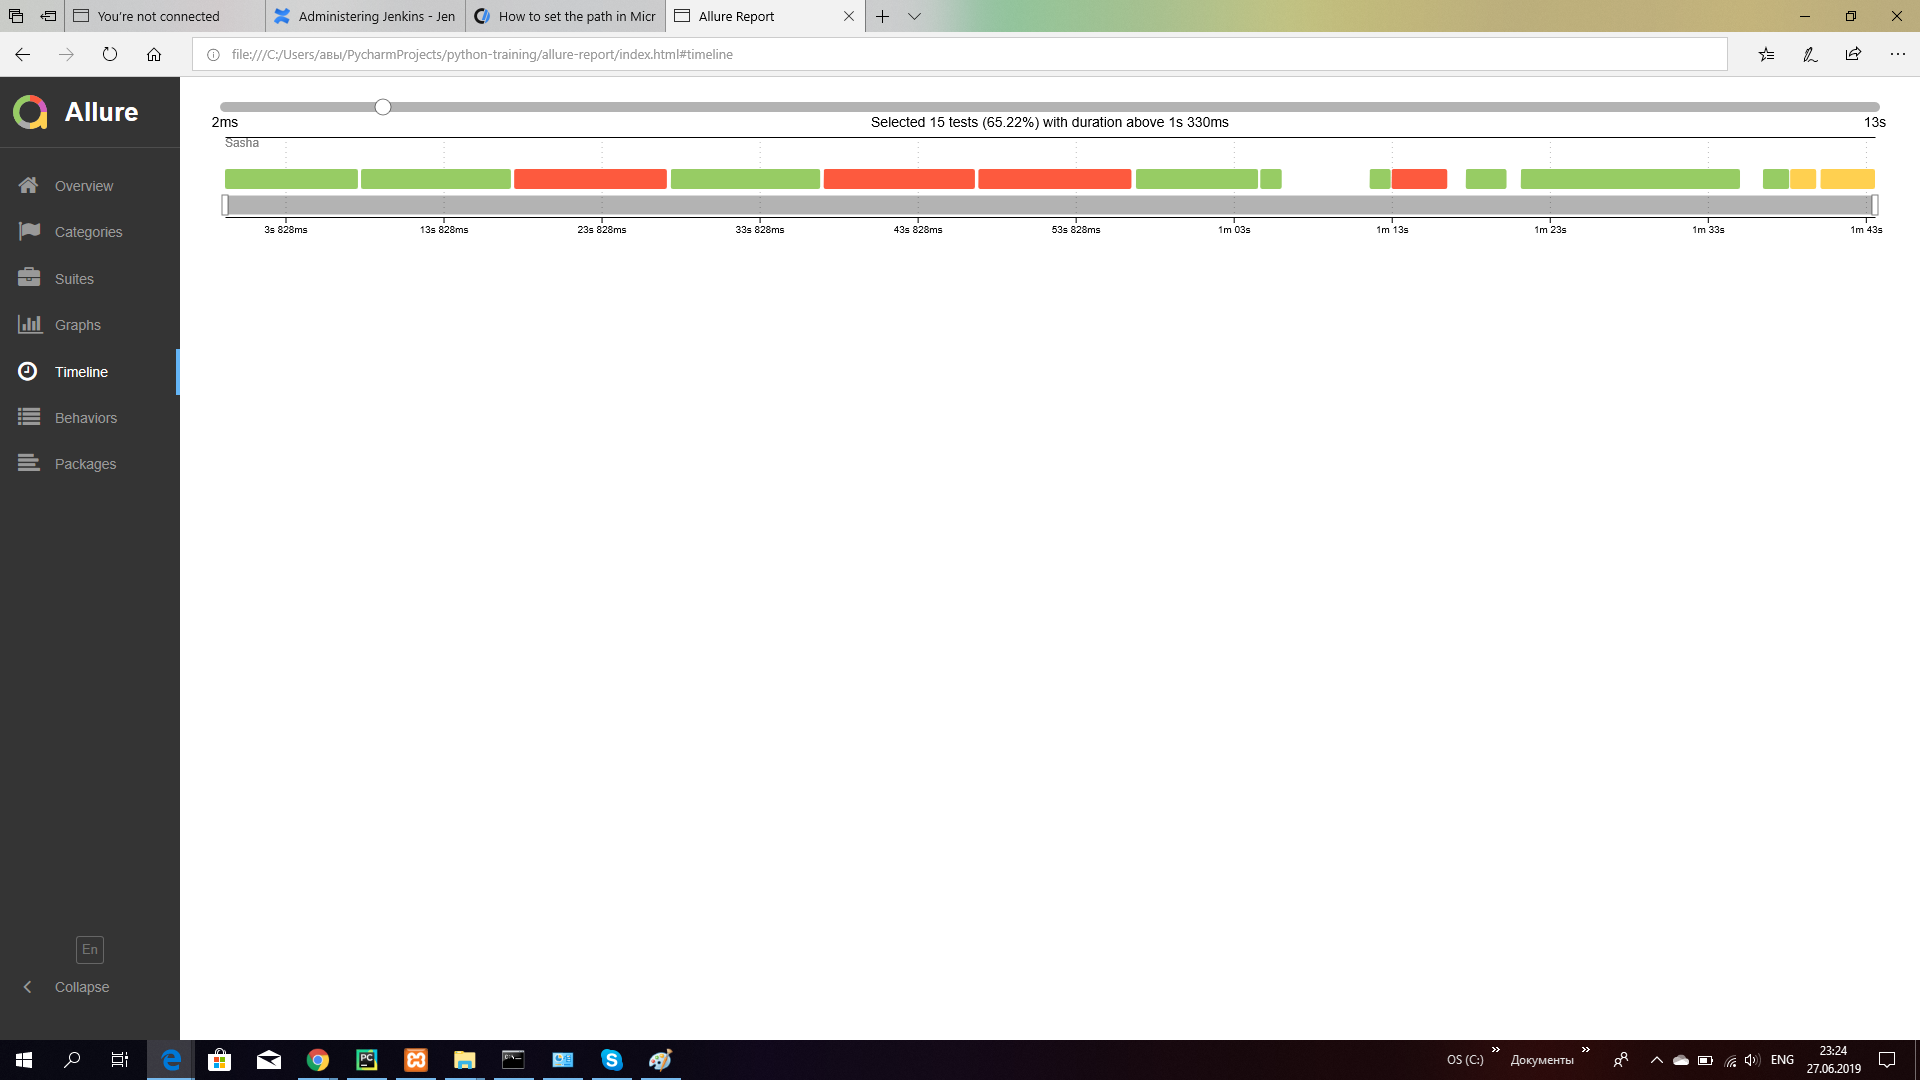 You're not connected
Administering Jenkins - Jen
How to set the path in Micr
Allure Report
file:///C:/Users/авы/PycharmProjects/python-training/allure-report/index.html#timeline
Allure
Overview
Categories
Suites
Graphs
Timeline
Behaviors
Packages
En
Collapse
2ms
Selected 15 tests (65.22%) with duration above 1s 330ms
13s
Sasha
3s 828ms
13s 828ms
23s 828ms
33s 828ms
43s 828ms
53s 828ms
1m 03s
1m 13s
1m 23s
1m 33s
1m 43s
OS (C:)
Документы
ENG
23:24
27.06.2019